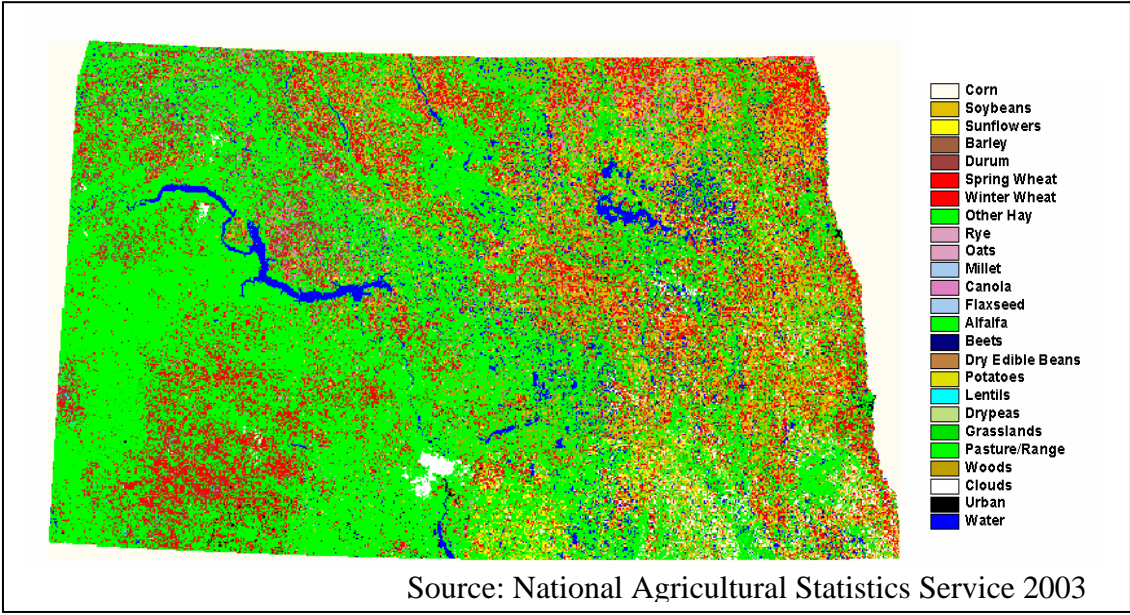 Corn
Soybeans
Sunflowers
Barley
Durum
Spring Wheat
Winter Wheat
Other Hay
Rye
Oats
Millet
Canola
Flaxseed
Alfalfa
Beets
Dry Edible Beans
Potatoes
Lentils
Drypeas
Grasslands
Pasture/Range
Woods
Clouds
Urban
Water
Source: National Agricultural Statistics Service 2003